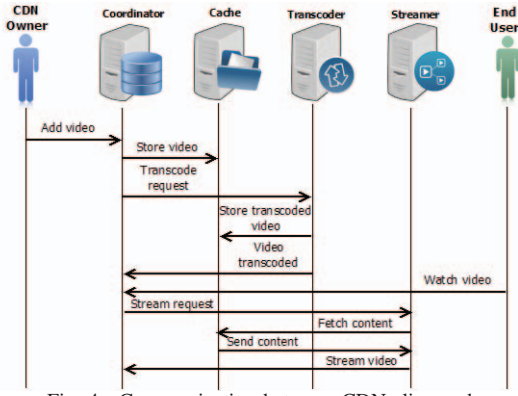 CDN Owner
Coordinator
Cache
Transcoder
Streamer
End User
Add video
Store video
Transcode
request
Store transcoded
video
Video
transcoded
Watch video
Stream request
Fetch content
Send content
Stream video